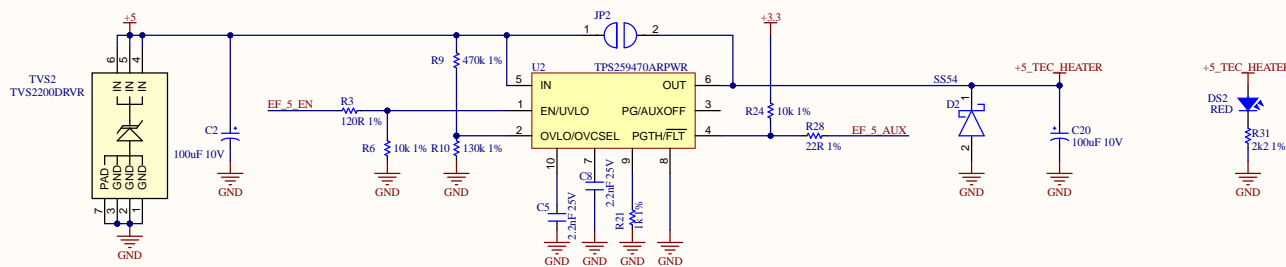 +5
6
5
4
IN
IN
IN
TVS2
TVS2200DRVR
PAD
GND
GND
GND
7
3
2
1
GND
C2
+
100uF 10V
GND
EF_5_EN
R3
120R 1%
R6
10k 1%
GND
R9
470k 1%
R10
130k 1%
GND
JP2
1
2
U2
TPS259470ARPWR
5
IN
OUT
6
1
EN/UVLO
PG/AUXOFF
3
2
OVLO/OVCSEL
PGTH/FLT
4
10
7
9
8
C5
2.2nF 25V
GND
C8
2.2nF 25V
GND
R21
1k 1%
GND
GND
+3.3
R24
10k 1%
R28
22R 1%
EF_5_AUX
SS54
D2
1
2
GND
+5_TEC_HEATER
C20
+
100uF 10V
GND
+5_TEC_HEATER
DS2
RED
R31
2k2 1%
GND